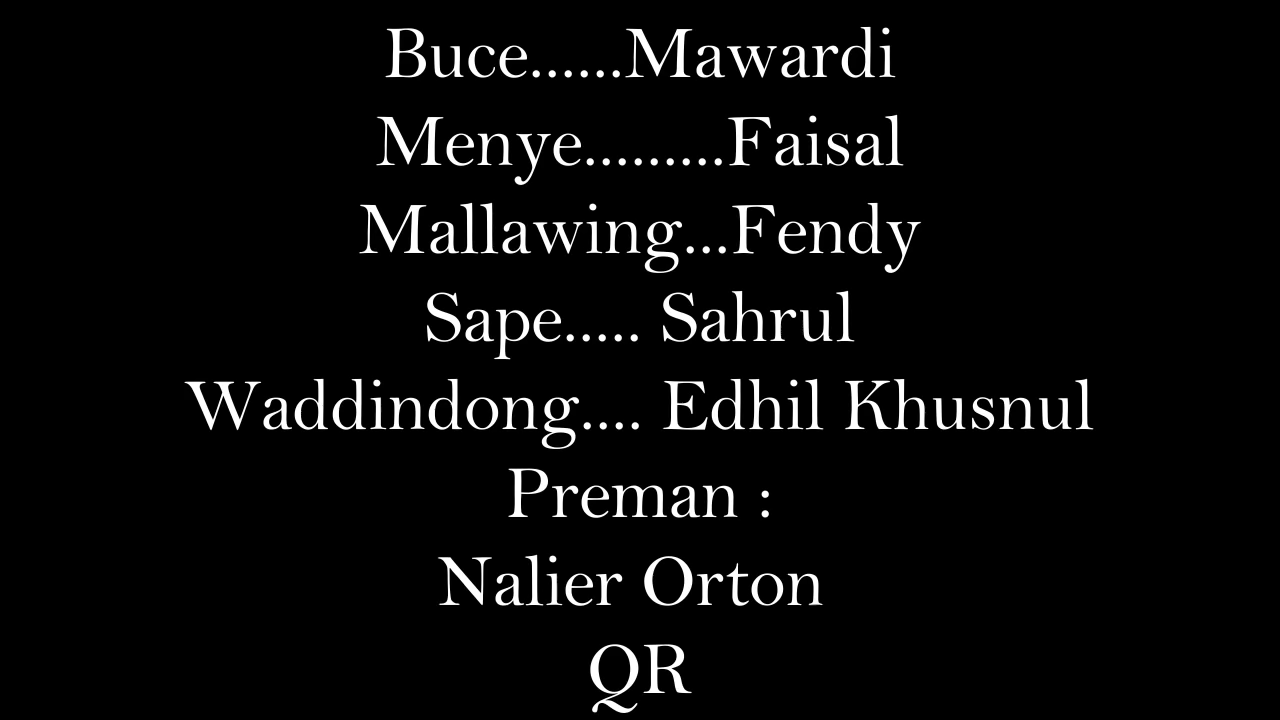 Buce......Mawardi
Menye.........Faisal
Mallawing...Fendy
Sape..... Sahrul
Waddindong.... Edhil Khusnul
Preman :
Nalier Orton
QR